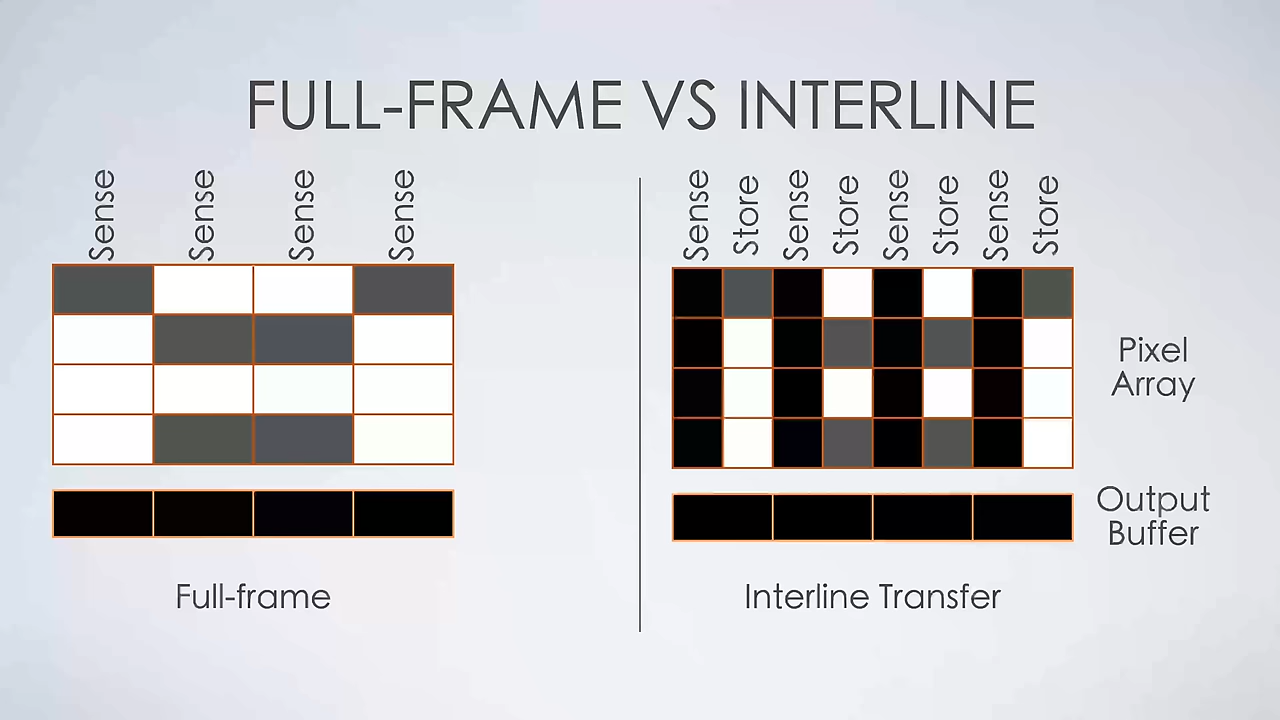 FULL-FRAME VS INTERLINE
Sense
Sense
Sense
Sense
Sense
Store
Sense
Store
Sense
Store
Sense
Store
Pixel
Array
Output
Buffer
Full-frame
Interline Transfer